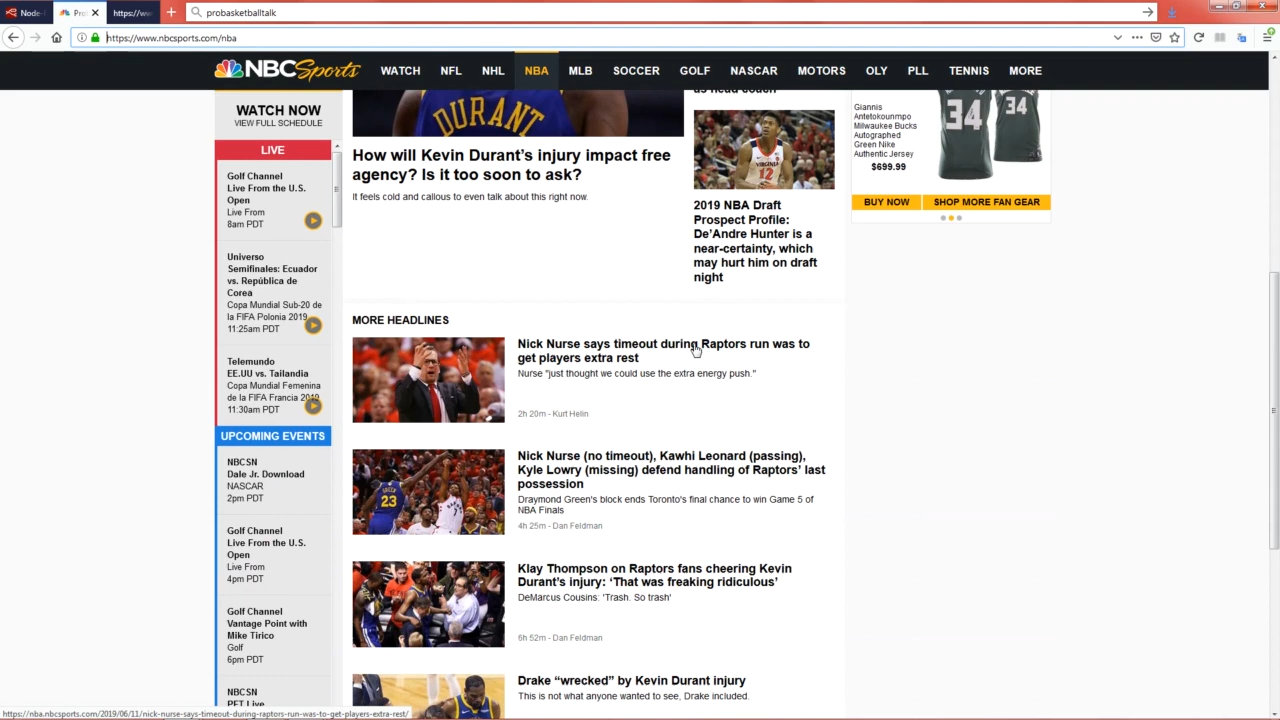 Node-
Pro
https://ww
probasketballtalk
https://www.nbcsports.com/nba
NBC Sports
WATCH NFL NHL NBA MLB SOCCER GOLF NASCAR MOTORS OLY PLL TENNIS MORE
WATCH NOW
VIEW FULL SCHEDULE
LIVE
Golf Channel
Live From the U.S.
Open
Live From
8am PDT
Universo
Semifinales: Ecuador
vs. República de
Corea
Copa Mundial Sub-20 de
la FIFA Polonia 2019
11:25am PDT
Telemundo
EE.UU vs. Tailandia
Copa Mundial Femenina
de la FIFA Francia 2019
11:30am PDT
UPCOMING EVENTS
NBCSN
Dale Jr. Download
NASCAR
2pm PDT
Golf Channel
Live From the U.S.
Open
Live From
4pm PDT
Golf Channel
Vantage Point with
Mike Tirico
Golf
6pm PDT
NBCSN
PFT Live
DURANT
How will Kevin Durant’s injury impact free
agency? Is it too soon to ask?
It feels cold and callous to even talk about this right now.
as head coach
VIRGINIA
12
2019 NBA Draft
Prospect Profile:
De’Andre Hunter is a
near-certainty, which
may hurt him on draft
night
Giannis
Antetokounmpo
Milwaukee Bucks
Autographed
Green Nike
Authentic Jersey
$699.99
34
34
BUY NOW
SHOP MORE FAN GEAR
MORE HEADLINES
Nick Nurse says timeout during Raptors run was to
get players extra rest
Nurse "just thought we could use the extra energy push."
2h 20m - Kurt Helin
23
Nick Nurse (no timeout), Kawhi Leonard (passing),
Kyle Lowry (missing) defend handling of Raptors’ last
possession
Draymond Green's block ends Toronto's final chance to win Game 5 of
NBA Finals
4h 25m - Dan Feldman
Klay Thompson on Raptors fans cheering Kevin
Durant’s injury: ‘That was freaking ridiculous’
DeMarcus Cousins: 'Trash. So trash'
6h 52m - Dan Feldman
Drake “wrecked” by Kevin Durant injury
This is not what anyone wanted to see, Drake included.
https://nba.nbcsports.com/2019/06/11/nick-nurse-says-timeout-during-raptors-run-was-to-get-players-extra-rest/